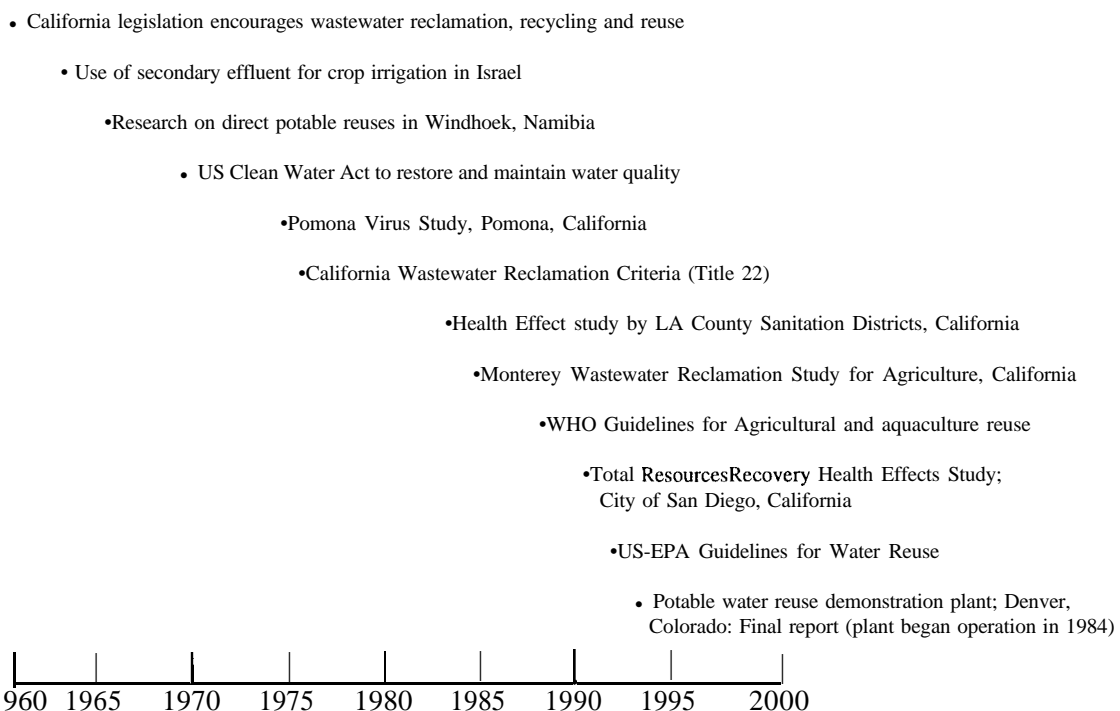 • California legislation encourages wastewater reclamation, recycling and reuse
• Use of secondary effluent for crop irrigation in Israel
•Research on direct potable reuses in Windhoek, Namibia
• US Clean Water Act to restore and maintain water quality
•Pomona Virus Study, Pomona, California
•California Wastewater Reclamation Criteria (Title 22)
•Health Effect study by LA County Sanitation Districts, California
•Monterey Wastewater Reclamation Study for Agriculture, California
•WHO Guidelines for Agricultural and aquaculture reuse
•Total ResourcesRecovery Health Effects Study;
City of San Diego, California
•US-EPA Guidelines for Water Reuse
• Potable water reuse demonstration plant; Denver,
Colorado: Final report (plant began operation in 1984)
960 1965 1970 1975 1980 1985 1990 1995 2000